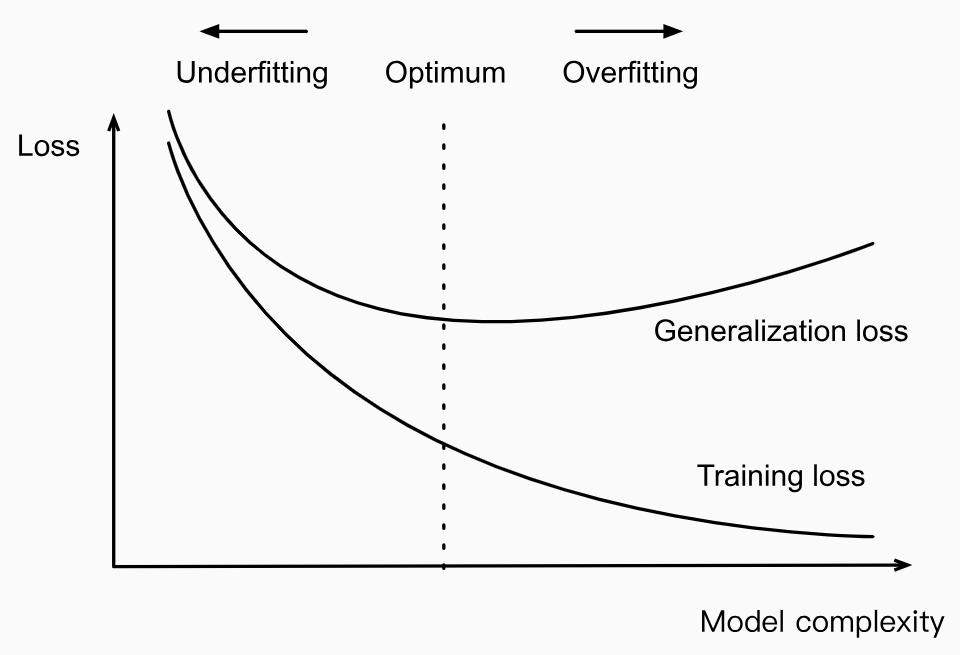 Underfitting Optimum Overfitting
Loss
Generalization loss
Training loss
Model complexity